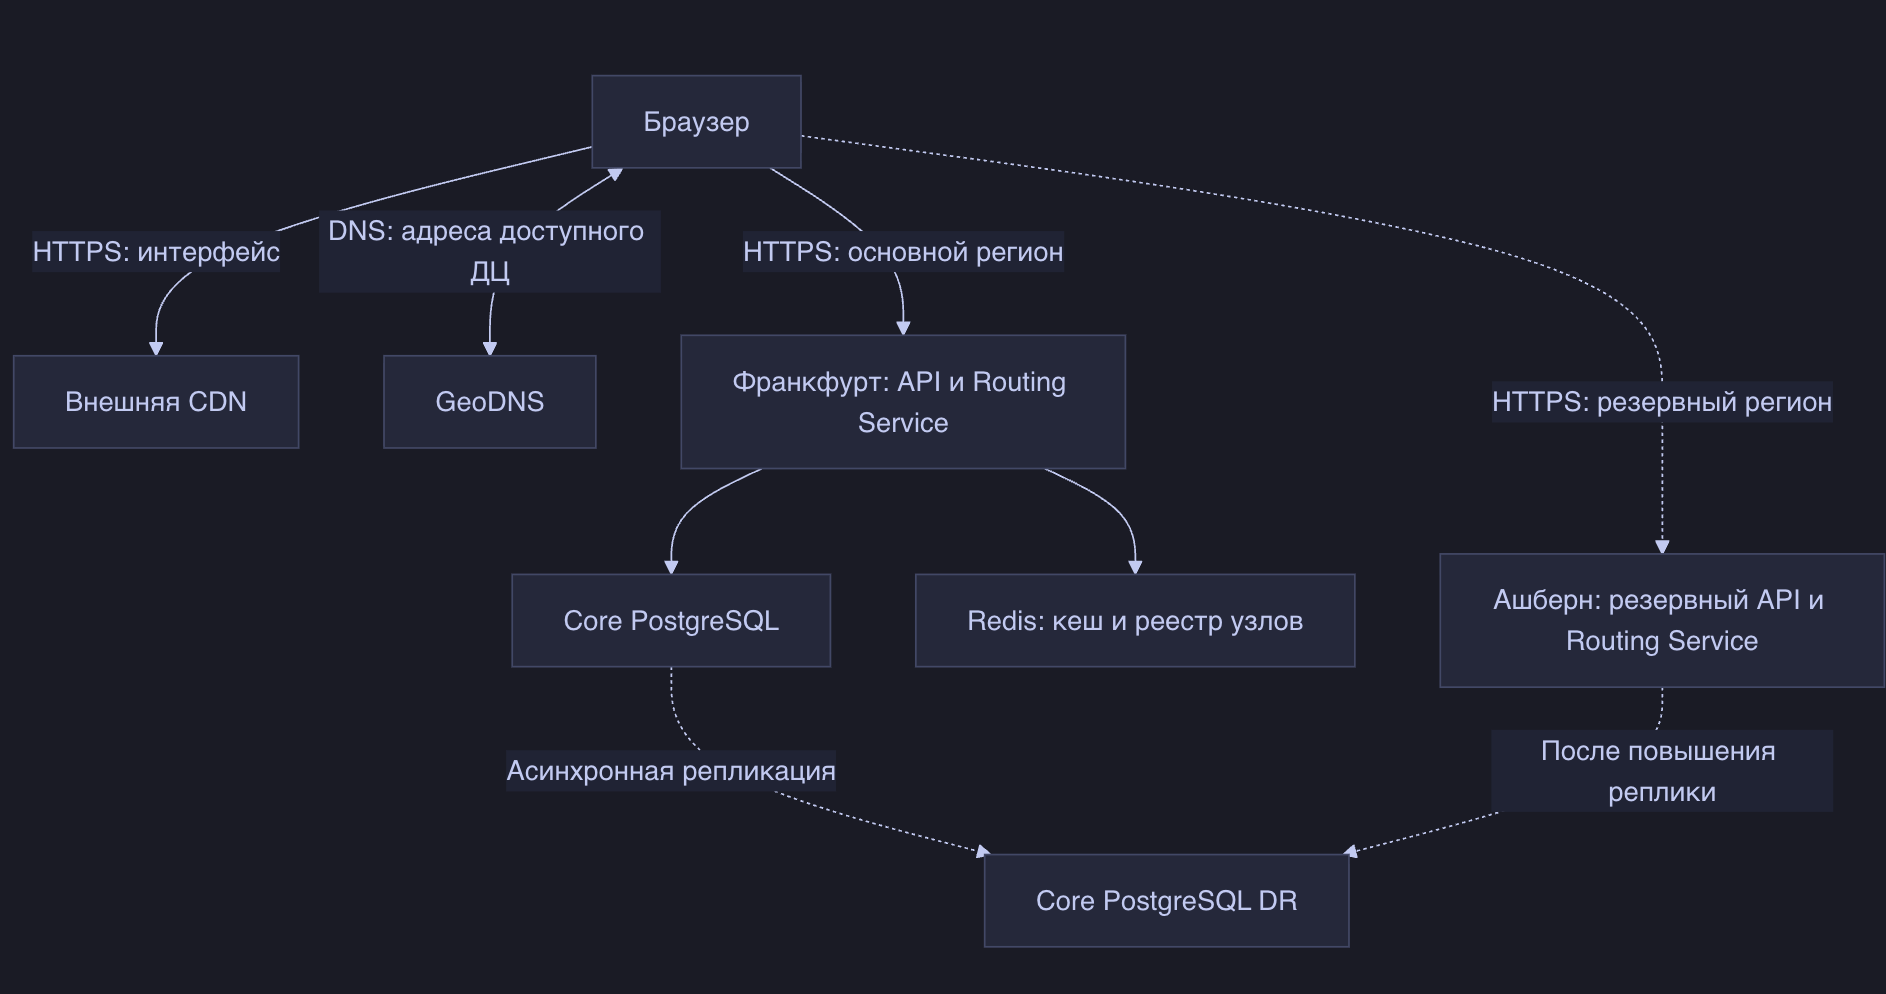 Браузер
HTTPS: интерфейс
DNS: адреса доступного
ДЦ
HTTPS: основной регион
Внешняя CDN
GeoDNS
Франкфурт: API и Routing
Service
HTTPS: резервный регион
Core PostgreSQL
Redis: кеш и реестр узлов
Ашберн: резервный API и
Routing Service
Асинхронная репликация
После повышения
реплики
Core PostgreSQL DR